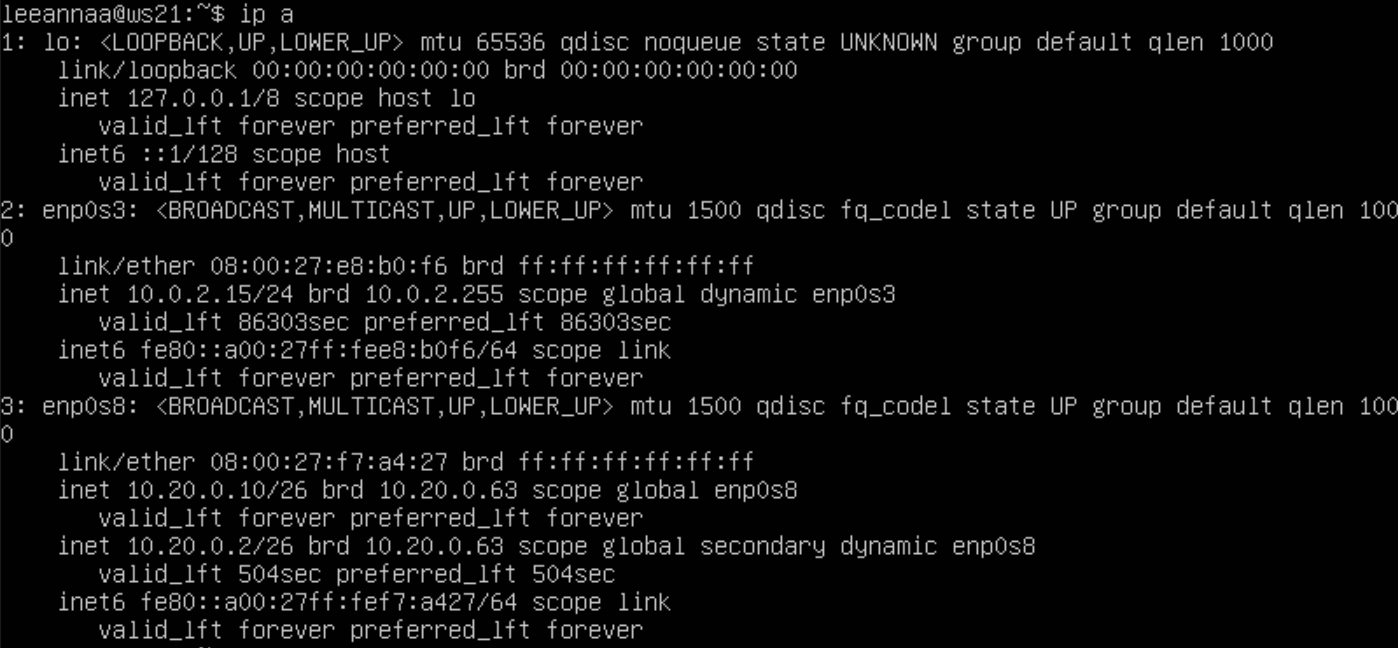 leeannaa@ws21:~$ ip a
1: lo: <LOOPBACK,UP,LOWER_UP> mtu 65536 qdisc noqueue state UNKNOWN group default qlen 1000
    link/loopback 00:00:00:00:00:00 brd 00:00:00:00:00:00
    inet 127.0.0.1/8 scope host lo
       valid_lft forever preferred_lft forever
    inet6 ::1/128 scope host
       valid_lft forever preferred_lft forever
2: enp0s3: <BROADCAST,MULTICAST,UP,LOWER_UP> mtu 1500 qdisc fq_codel state UP group default qlen 100
0
    link/ether 08:00:27:e8:b0:f6 brd ff:ff:ff:ff:ff:ff
    inet 10.0.2.15/24 brd 10.0.2.255 scope global dynamic enp0s3
       valid_lft 86303sec preferred_lft 86303sec
    inet6 fe80::a00:27ff:fee8:b0f6/64 scope link
       valid_lft forever preferred_lft forever
3: enp0s8: <BROADCAST,MULTICAST,UP,LOWER_UP> mtu 1500 qdisc fq_codel state UP group default qlen 100
0
    link/ether 08:00:27:f7:a4:27 brd ff:ff:ff:ff:ff:ff
    inet 10.20.0.10/26 brd 10.20.0.63 scope global enp0s8
       valid_lft forever preferred_lft forever
    inet 10.20.0.2/26 brd 10.20.0.63 scope global secondary dynamic enp0s8
       valid_lft 504sec preferred_lft 504sec
    inet6 fe80::a00:27ff:fef7:a427/64 scope link
       valid_lft forever preferred_lft forever